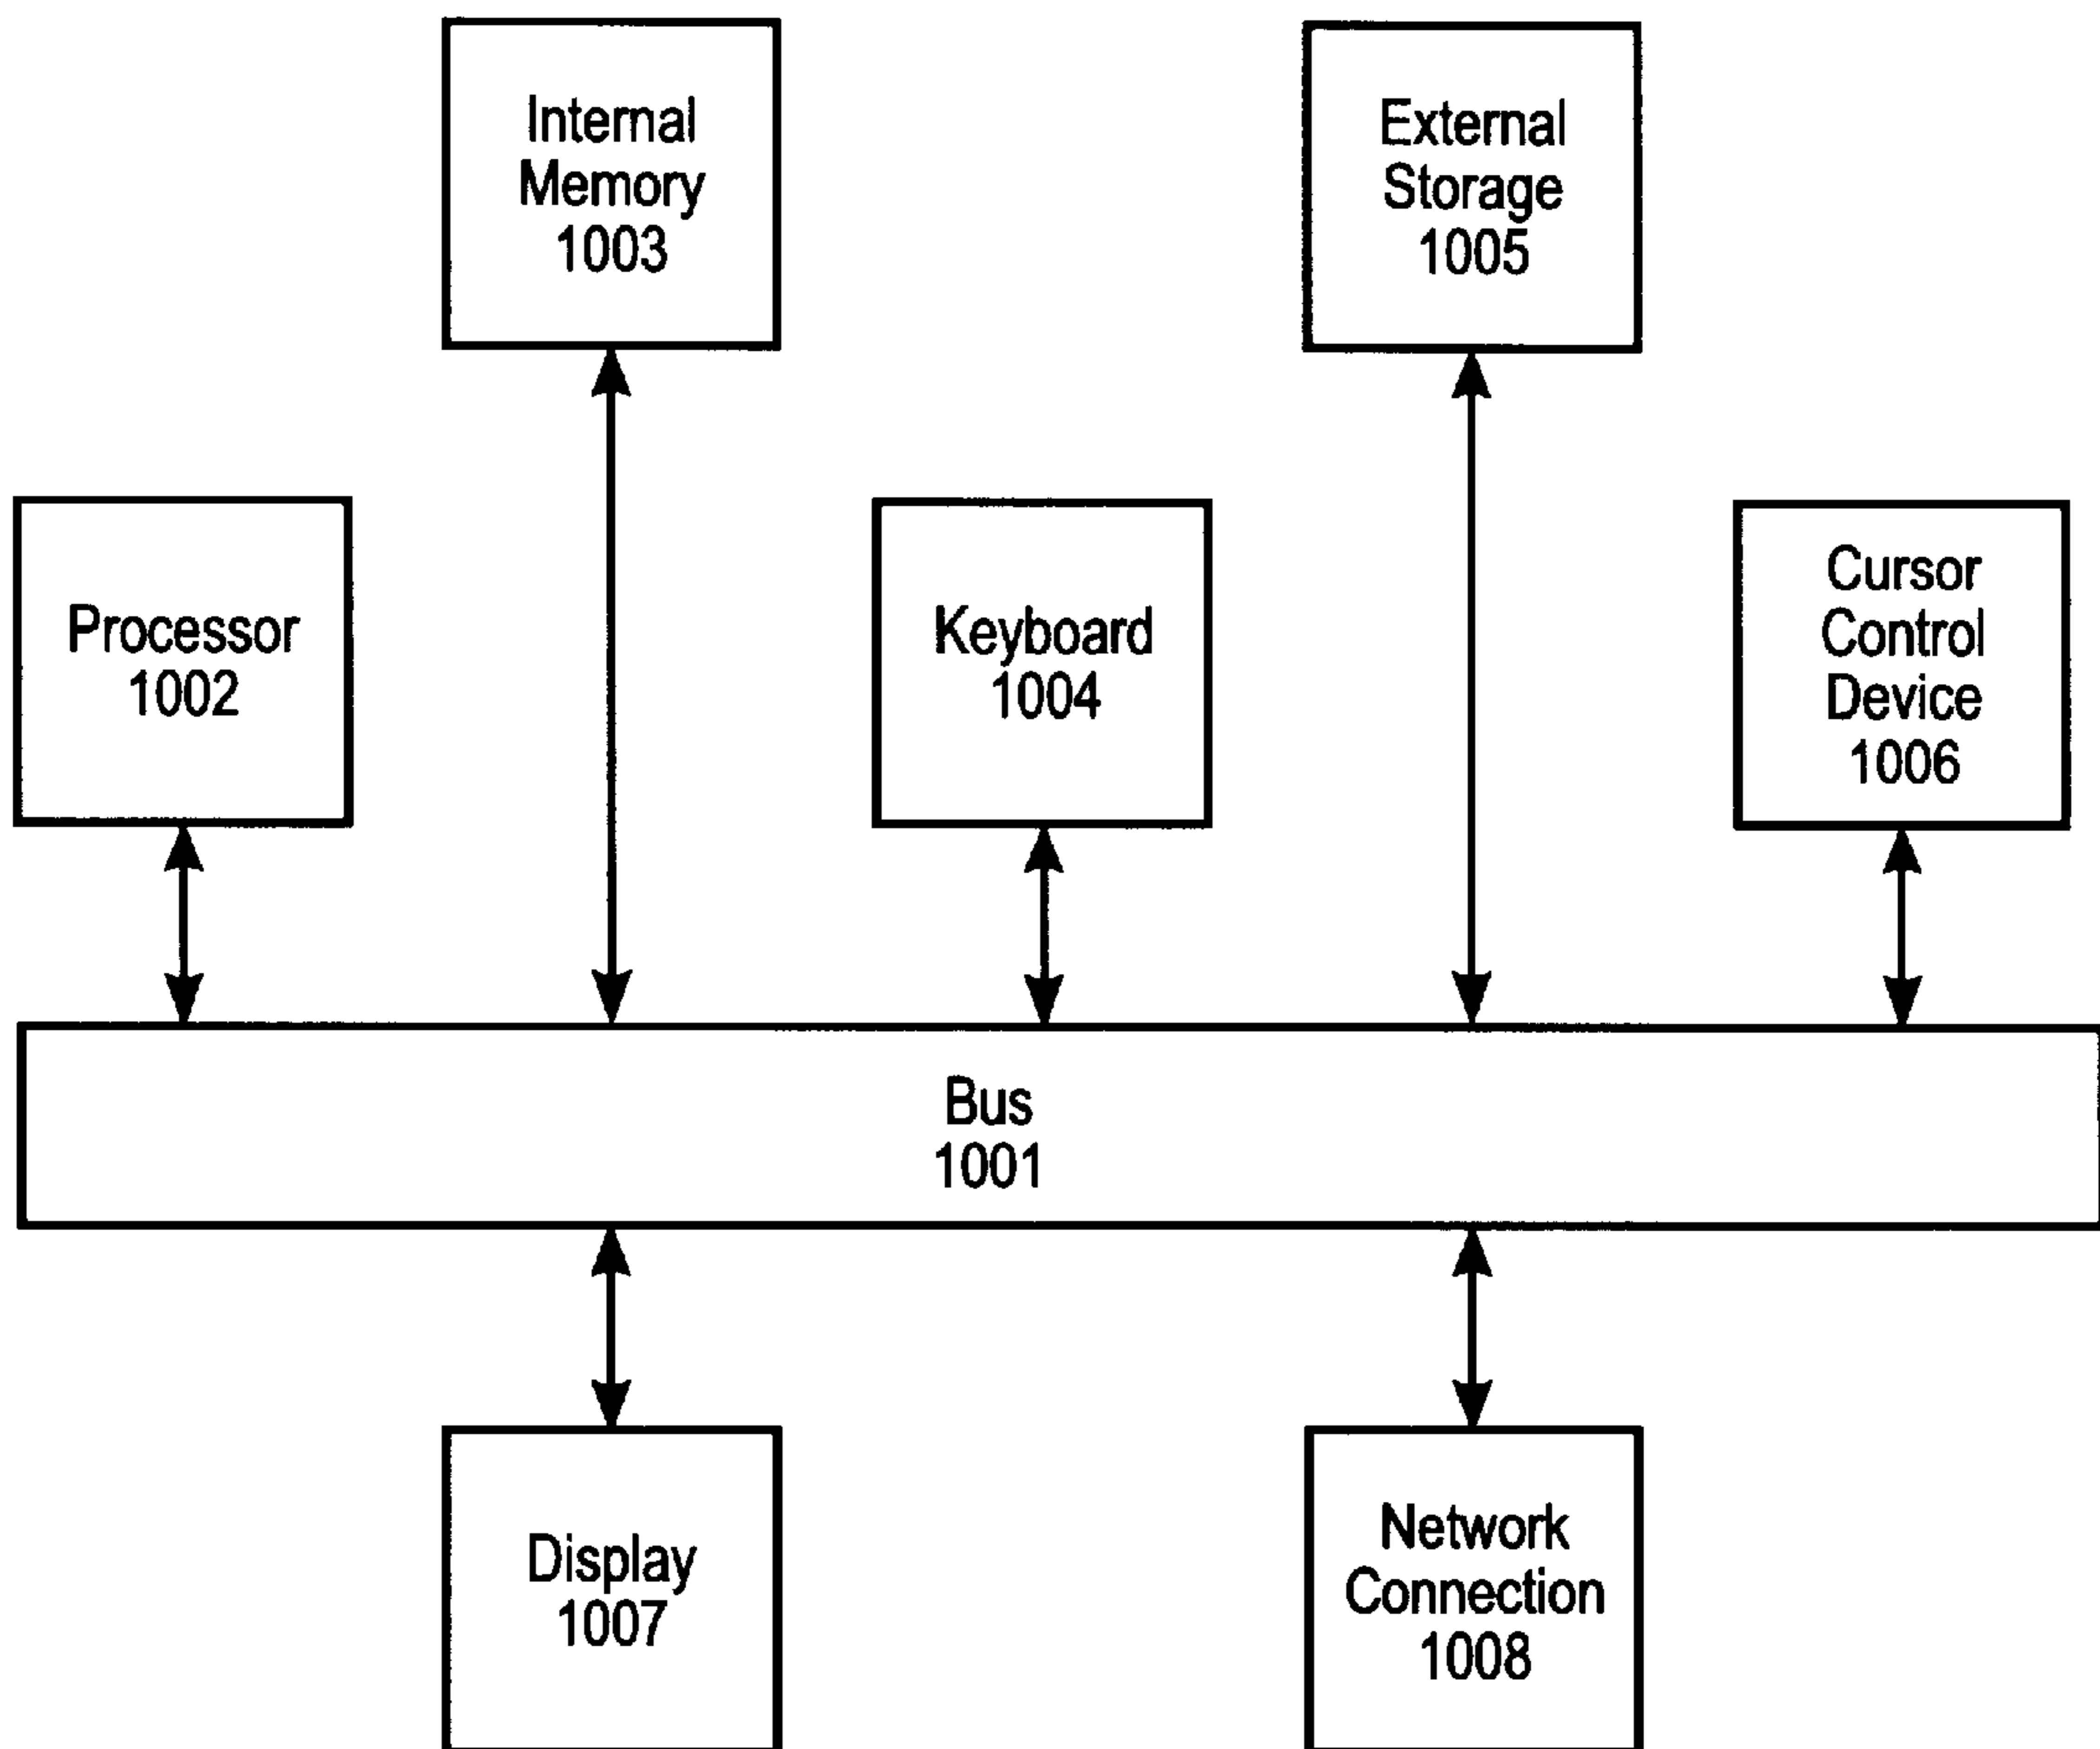 Internal
Memory
1003
External
Storage
1005
Processor
1002
Keyboard
1004
Cursor
Control
Device
1006
Bus
1001
Display
1007
Network
Connection
1008